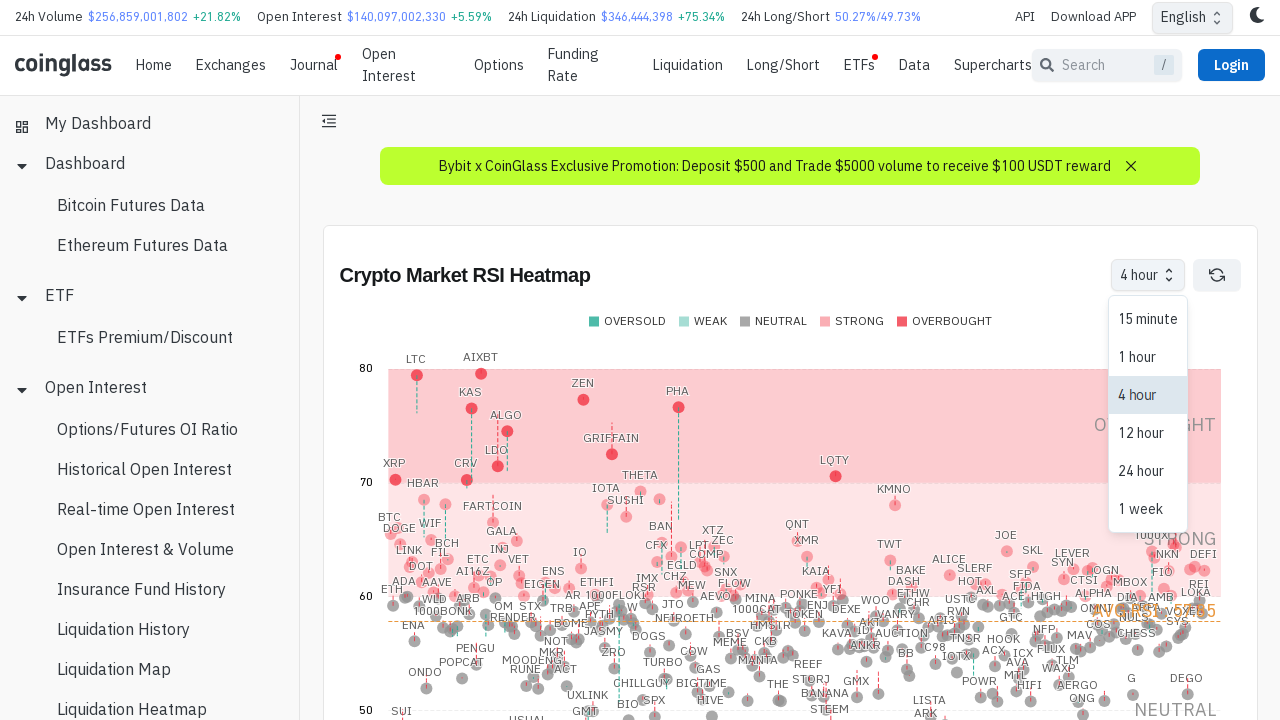 24h Volume $256,859,001,802 +21.82% Open Interest $140,097,002,330 +5.59% 24h Liquidation $346,444,398 +75.34% 24h Long/Short 50.27%/49.73% API Download APP English
coinglass Home Exchanges Journal Open Interest Options Funding Rate Liquidation Long/Short ETFs Data Supercharts Search / Login
My Dashboard
Dashboard
Bitcoin Futures Data
Ethereum Futures Data
ETF
ETFs Premium/Discount
Open Interest
Options/Futures OI Ratio
Historical Open Interest
Real-time Open Interest
Open Interest & Volume
Insurance Fund History
Liquidation History
Liquidation Map
Liquidation Heatmap
Bybit x CoinGlass Exclusive Promotion: Deposit $500 and Trade $5000 volume to receive $100 USDT reward
Crypto Market RSI Heatmap
4 hour
15 minute
1 hour
4 hour
12 hour
24 hour
1 week
OVERSOLD WEAK NEUTRAL STRONG OVERBOUGHT
80
LTC AIXBT
KAS ZEN PHA
ALGO
GRIFFAIN
LDO
XRP CRV LQTY
70
HBAR THETA
IOTA SUSHI KMNO
FARTCOIN
BTC DOGE WIF GALA BAN XTZ QNT JOE
BCH CFX LPT ZEC XMR TWT SKL STRONG
LINK FIL INJ IO COMP LEVER DEFI
DOT ETC VET EGLD ALICE SYN
AI16Z ENS CHZ SNX KAIA BAKE SLERF SFP CTSI OGN FIO
ETH ADA AAVE OP EIGEN ETHFI IMX MEW FLOW DASH HOT FIDA MBOX REI
60
WLD ARB AR 1000FLOKI RSR AEVO MINA PONKE ETHW AXL ACE HIGH ALPHA AMB LOKA
1000BONK OM STX TRB APE JTO 1000CAT ENJ DEXE WOO CHR USTC
RENDER BOME PYTH NFTROETH TOKEN VANRY RVN GTC
ENA JASMY DOGS BSV HMSTR KAVA AUCTION API3 NFP COS CHESS SYS
PENGU NOT MKR MEME CKB ANKR C98 TNSR HOOK MAV
POPCAT MOODENG ZRO TURBO COW MANTA BB IOTX ACX ICX FLUX
ONDO RUNE ACT GAS REEF AVA TLM
CHILLGUY BIGTIME THE GMX POWR MTL WAXP G DEGO
UXLINK SPX HIVE BANANA LISTA HIFI AERGO
SUI GMT BIO STEEM ARK ONG
50
NEUTRAL